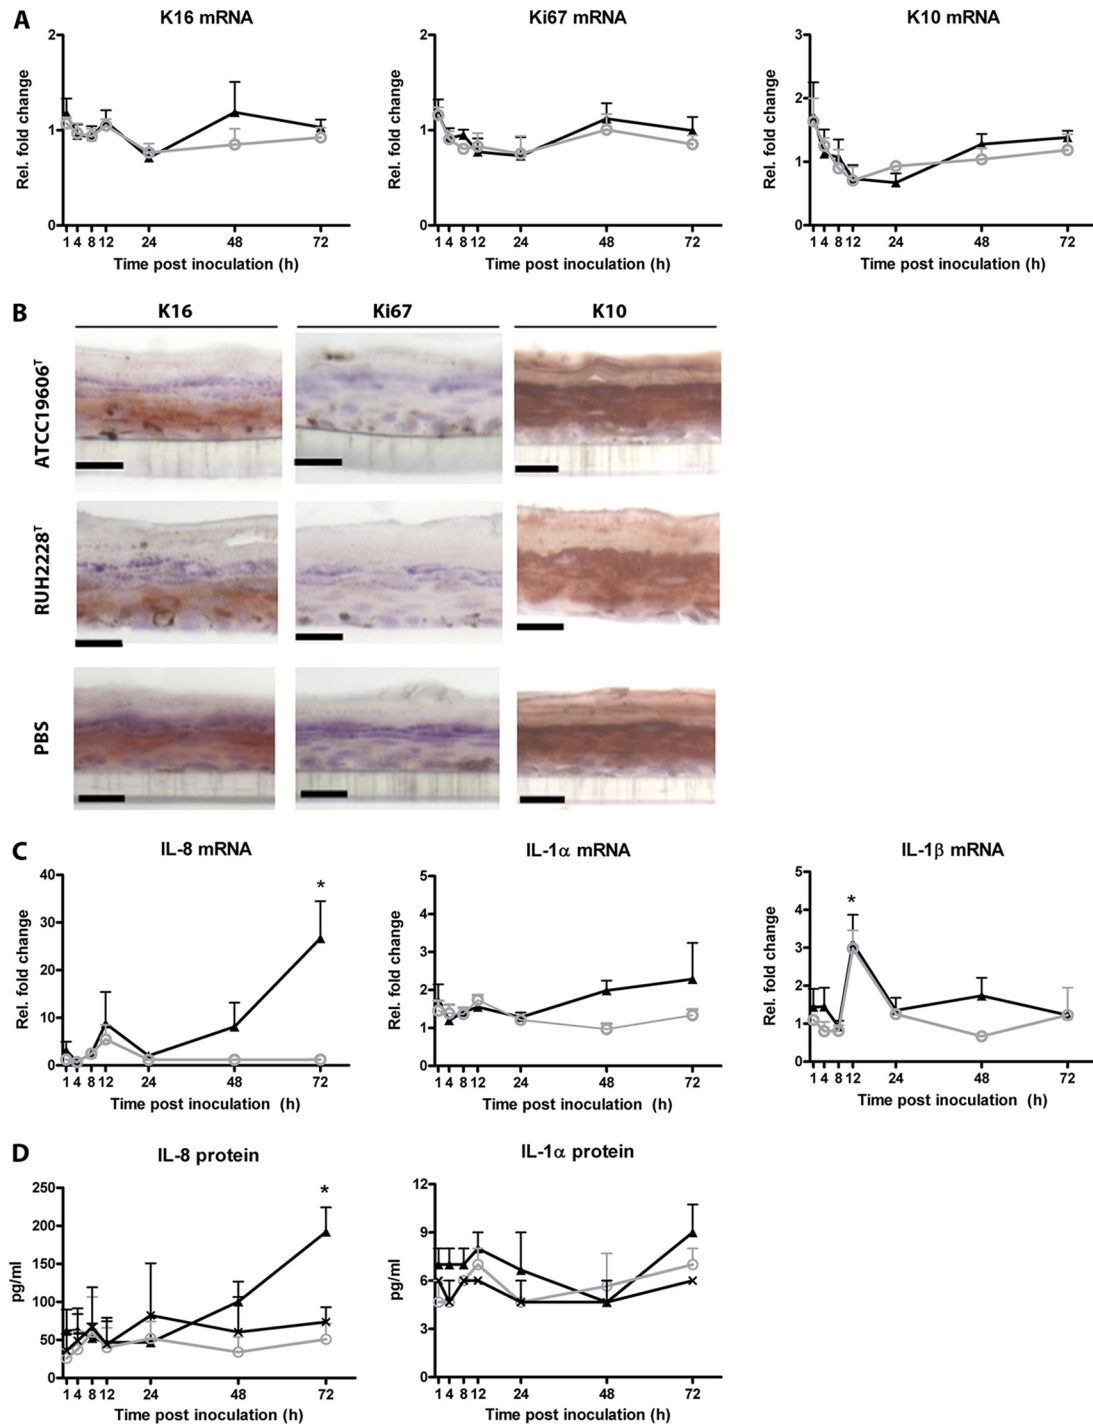 A
K16 mRNA
Ki67 mRNA
K10 mRNA
Rel. fold change
2
1
0
1 4 8 12 24 48 72
Time post inoculation (h)
Rel. fold change
2
1
0
1 4 8 12 24 48 72
Time post inoculation (h)
Rel. fold change
3
2
1
0
1 4 8 12 24 48 72
Time post inoculation (h)
B
K16
Ki67
K10
ATCC19606ᵀ
RUH2228ᵀ
PBS
C
IL-8 mRNA
IL-1α mRNA
IL-1β mRNA
Rel. fold change
40
30
20
10
0
*
1 4 8 12 24 48 72
Time post inoculation (h)
Rel. fold change
5
4
3
2
1
0
1 4 8 12 24 48 72
Time post inoculation (h)
Rel. fold change
5
4
3
2
1
0
*
1 4 8 12 24 48 72
Time post inoculation (h)
D
IL-8 protein
IL-1α protein
pg/ml
250
200
150
100
50
0
*
1 4 8 12 24 48 72
Time post inoculation (h)
pg/ml
12
9
6
3
0
1 4 8 12 24 48 72
Time post inoculation (h)